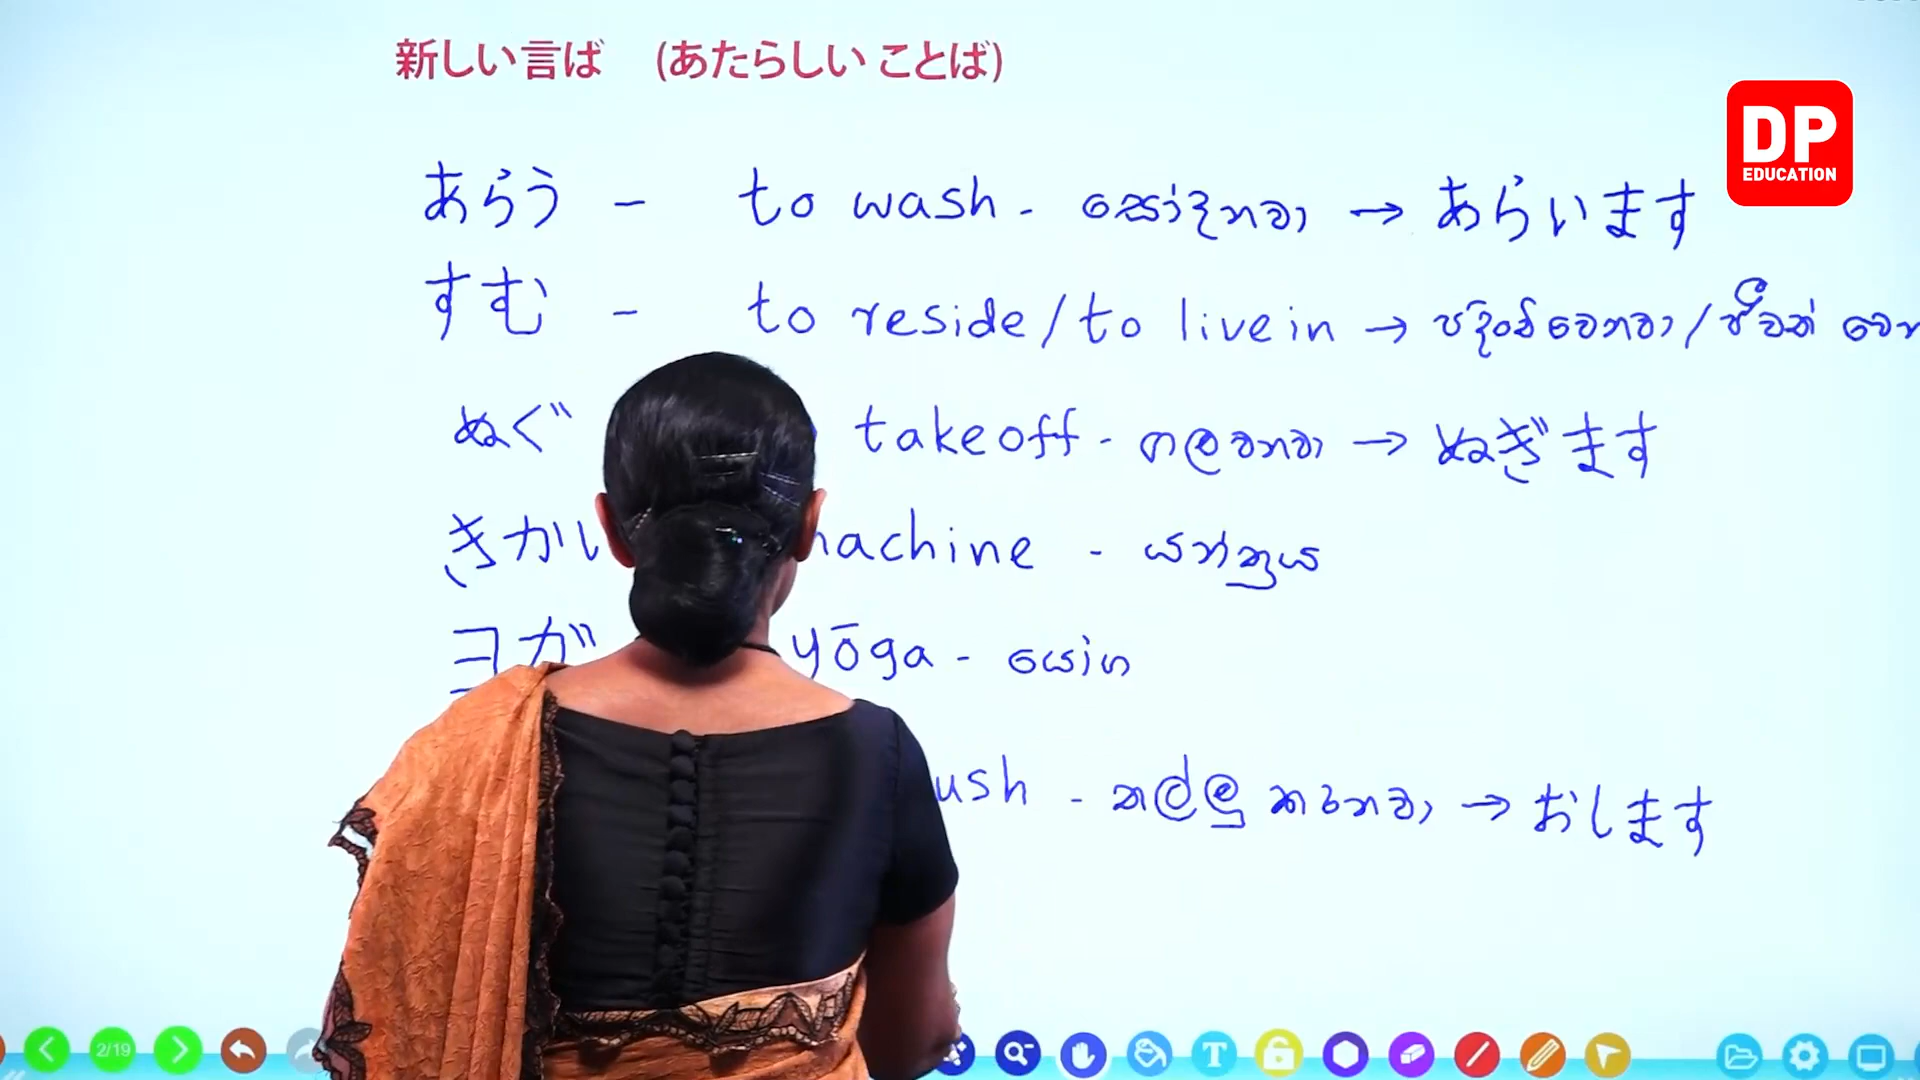 新しい言ば (あたらしい ことば)
DP
EDUCATION
あらう - to wash - සෝදනවා → あらいます
すむ - to reside / to live in → පදිංචිවෙනවා / ජීවත්
ぬぐ take off - ගලවනවා → ぬぎます
きかい machine - යන්ත්‍රය
ヨガ yōga - යෝග
ush - තල්ලු කරනවා → おします
2/19